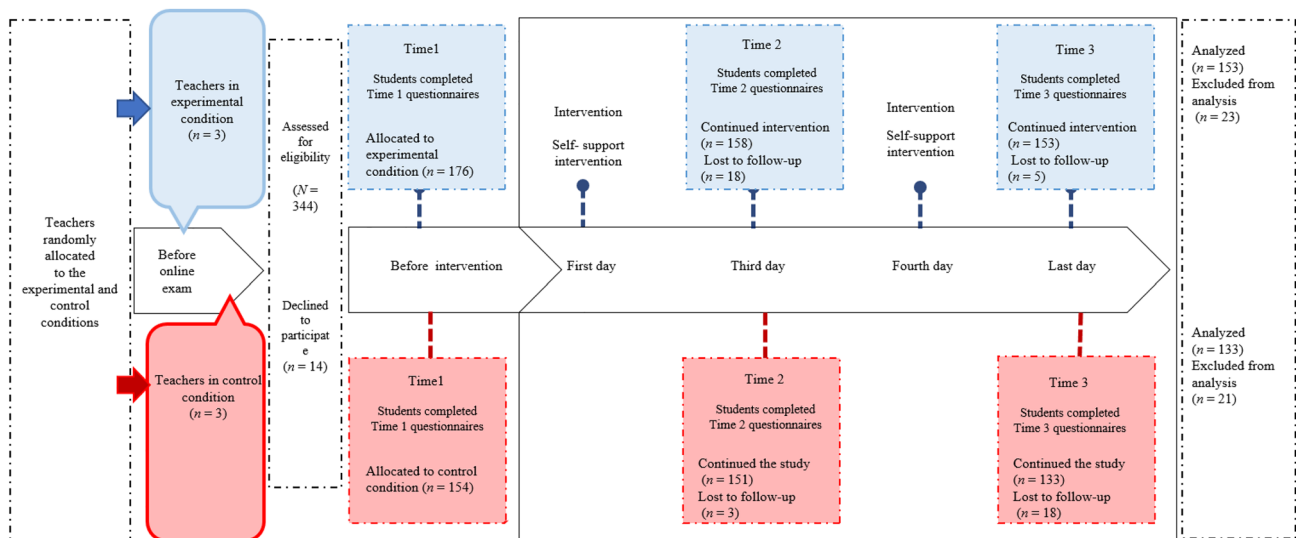 Teachers
randomly
allocated
to the
experimental and
control
conditions
Teachers in
experimental
condition
(n = 3)
Before
online
exam
Teachers in control
condition
(n = 3)
Assessed
for
eligibility
(N =
344)
Declined
to
participat
e
(n = 14)
Time1
Students completed
Time 1 questionnaires
Allocated to
experimental
condition (n = 176)
Before intervention
Time1
Students completed
Time 1 questionnaires
Allocated to control
condition (n = 154)
Intervention
Self- support
intervention
First day
Time 2
Students completed
Time 2 questionnaires
Continued intervention
(n = 158)
Lost to follow-up
(n = 18)
Third day
Time 2
Students completed
Time 2 questionnaires
Continued the study
(n = 151)
Lost to follow-up
(n = 3)
Intervention
Self-support
intervention
Fourth day
Time 3
Students completed
Time 3 questionnaires
Continued intervention
(n = 153)
Lost to follow-up
(n = 5)
Last day
Time 3
Students completed
Time 3 questionnaires
Continued the study
(n = 133)
Lost to follow-up
(n = 18)
Analyzed
(n = 153)
Excluded from
analysis
(n = 23)
Analyzed
(n = 133)
Excluded from
analysis
(n = 21)